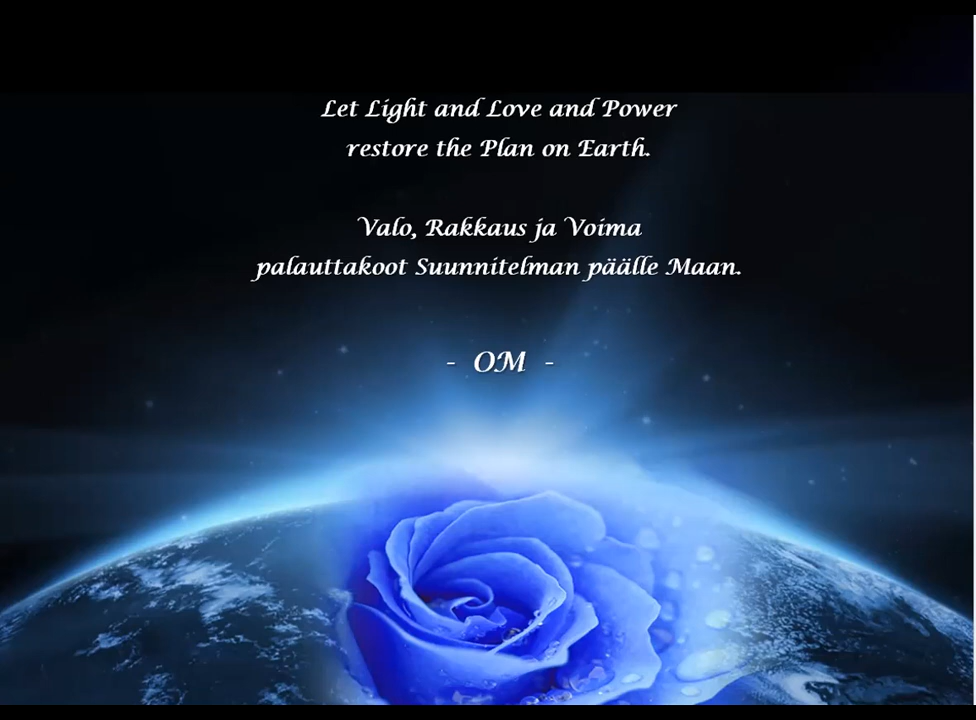 Let Light and Love and Power
restore the Plan on Earth.
Valo, Rakkaus ja Voima
palauttakoot Suunnitelman päälle Maan.
- OM -